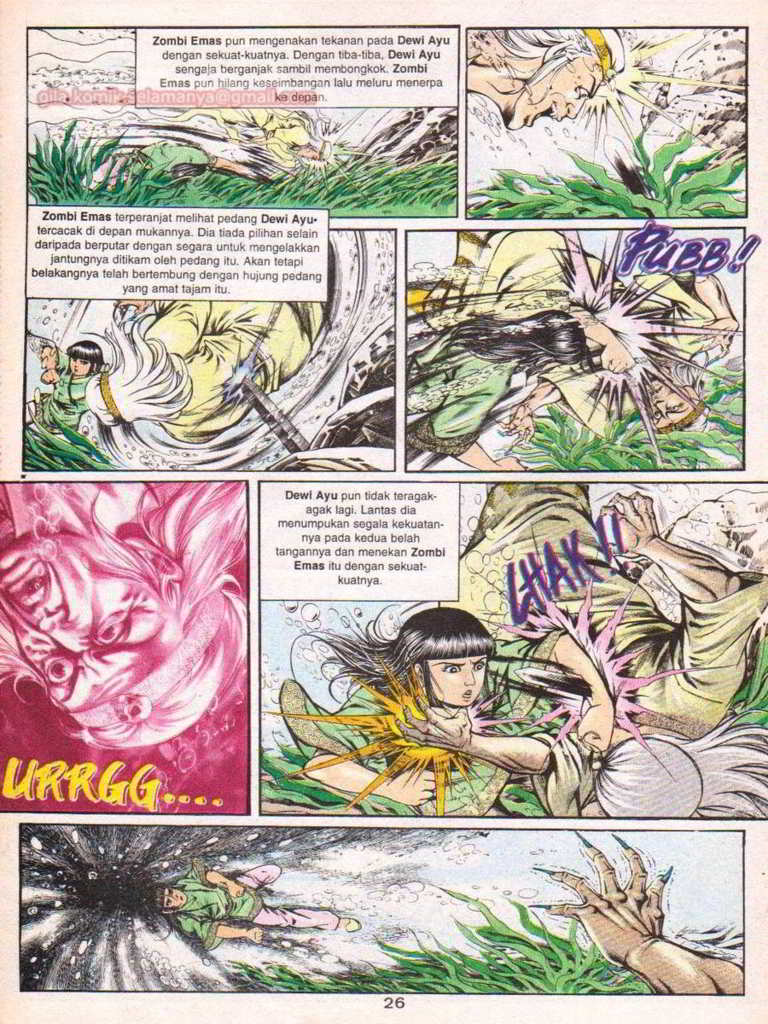 Zombi Emas pun mengenakan tekanan pada Dewi Ayu
dengan sekuat-kuatnya. Dengan tiba-tiba, Dewi Ayu
sengaja berganjak sambil membongkok. Zombi
Emas pun hilang keseimbangan lalu meluru menerpa
ke depan.
gila_komik_selamanya@gmail.com
Zombi Emas terperanjat melihat pedang Dewi Ayu
tercacak di depan mukannya. Dia tiada pilihan selain
daripada berputar dengan segera untuk mengelakkan
jantungnya ditikam oleh pedang itu. Akan tetapi
belakangnya telah bertembung dengan hujung pedang
yang amat tajam itu.
PUBB!
URRGG....
Dewi Ayu pun tidak teragak-
agak lagi. Lantas dia
menumpukan segala kekuatan-
nya pada kedua belah
tangannya dan menekan Zombi
Emas itu dengan sekuat-
kuatnya.
CHAK!!
26